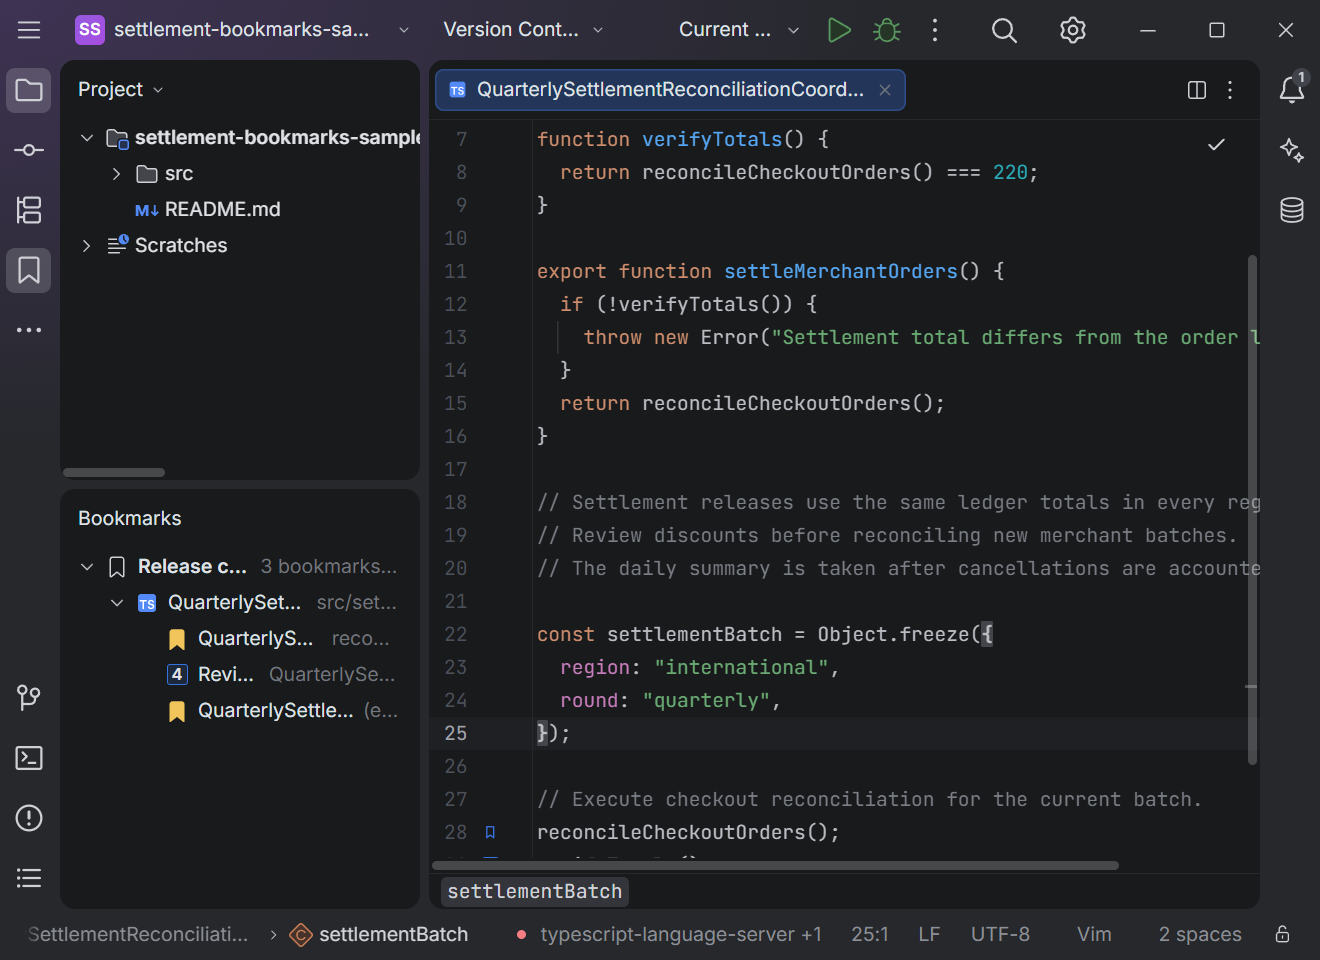 SS settlement-bookmarks-sa... Version Cont... Current ...
Project
settlement-bookmarks-sample
src
M↓ README.md
Scratches
Bookmarks
Release c... 3 bookmarks...
TS QuarterlySet... src/set...
QuarterlyS... reco...
4 Revi... QuarterlySe...
QuarterlySettle... (e...
TS QuarterlySettlementReconciliationCoord...
1
7 function verifyTotals() {
8 return reconcileCheckoutOrders() === 220;
9 }
10
11 export function settleMerchantOrders() {
12 if (!verifyTotals()) {
13 throw new Error("Settlement total differs from the order l
14 }
15 return reconcileCheckoutOrders();
16 }
17
18 // Settlement releases use the same ledger totals in every reg
19 // Review discounts before reconciling new merchant batches.
20 // The daily summary is taken after cancellations are accounte
21
22 const settlementBatch = Object.freeze({
23 region: "international",
24 round: "quarterly",
25 });
26
27 // Execute checkout reconciliation for the current batch.
28 reconcileCheckoutOrders();
settlementBatch
SettlementReconciliati... C settlementBatch typescript-language-server +1 25:1 LF UTF-8 Vim 2 spaces